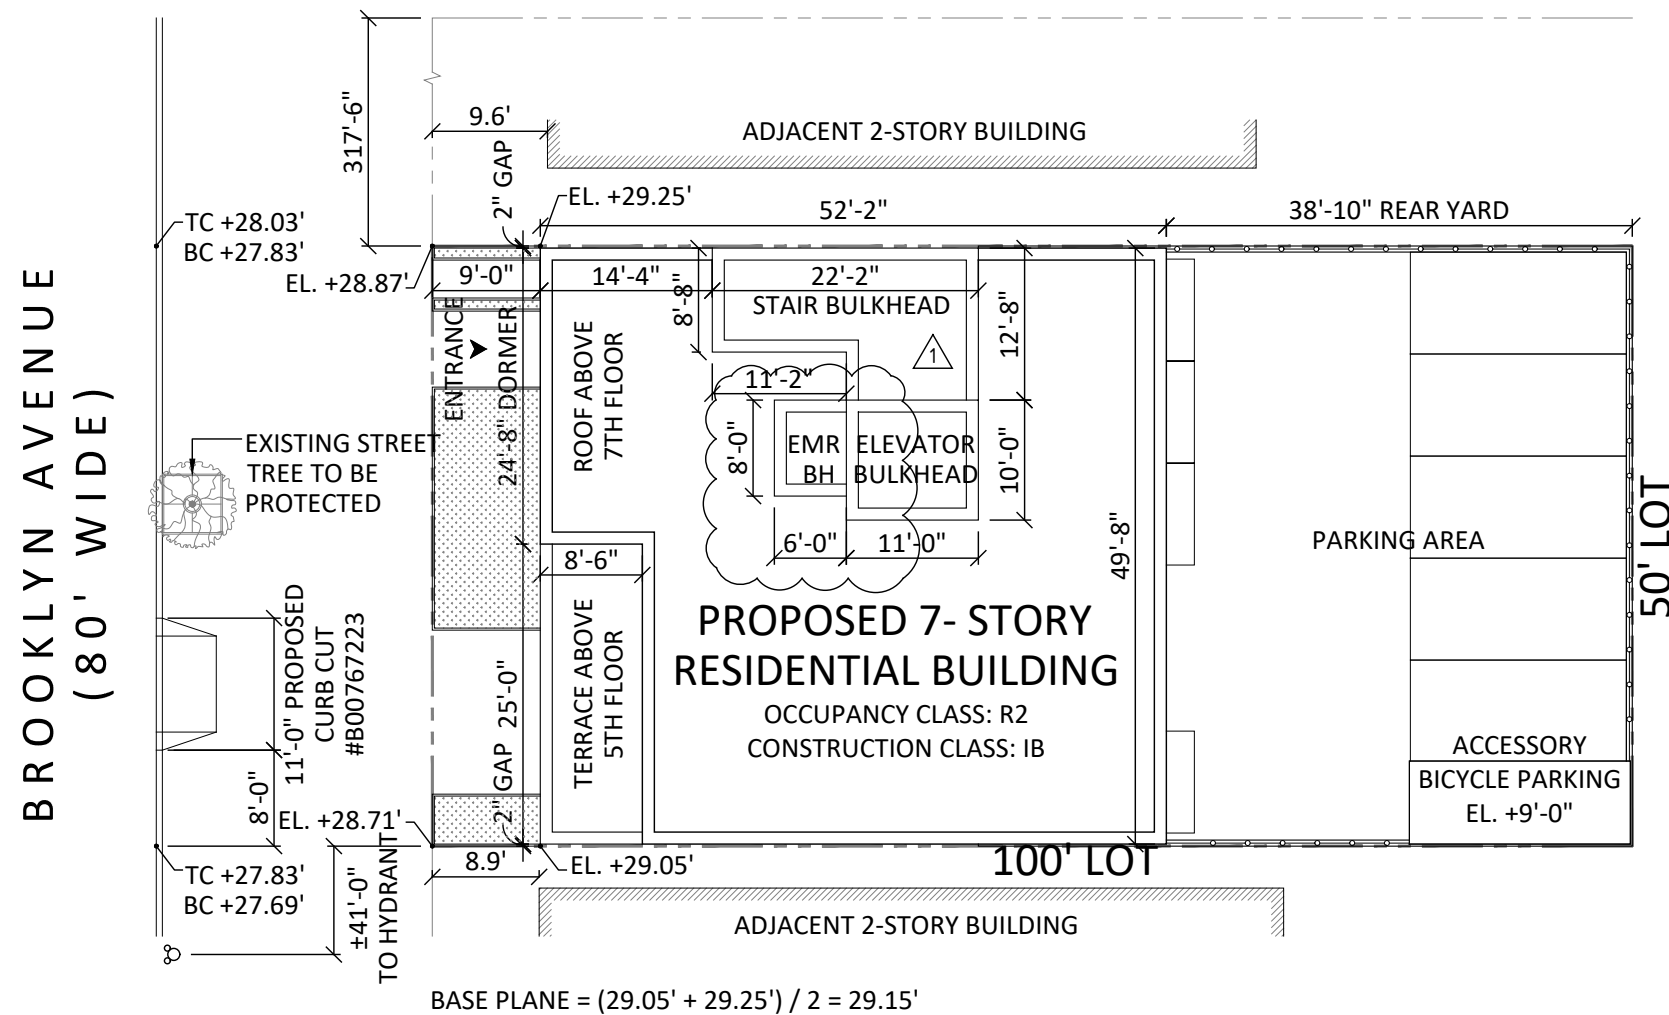 BROOKLYN AVENUE
(80' WIDE)
317'-6"
9.6'
ADJACENT 2-STORY BUILDING
2" GAP
EL. +29.25'
52'-2"
38'-10" REAR YARD
TC +28.03'
BC +27.83'
EL. +28.87'
9'-0"
14'-4"
22'-2"
8'-8"
STAIR BULKHEAD
12'-8"
1
ENTRANCE
24'-8" DORMER
ROOF ABOVE
7TH FLOOR
11'-2"
8'-0"
EMR
BH
ELEVATOR
BULKHEAD
10'-0"
6'-0"
11'-0"
49'-8"
EXISTING STREET
TREE TO BE
PROTECTED
PARKING AREA
50' LOT
8'-6"
11'-0" PROPOSED
CURB CUT
#B00767223
8'-0"
25'-0"
2" GAP
TERRACE ABOVE
5TH FLOOR
PROPOSED 7- STORY
RESIDENTIAL BUILDING
OCCUPANCY CLASS: R2
CONSTRUCTION CLASS: IB
ACCESSORY
BICYCLE PARKING
EL. +9'-0"
EL. +28.71'
8.9'
EL. +29.05'
100' LOT
TC +27.83'
BC +27.69'
±41'-0"
TO HYDRANT
ADJACENT 2-STORY BUILDING
BASE PLANE = (29.05' + 29.25') / 2 = 29.15'